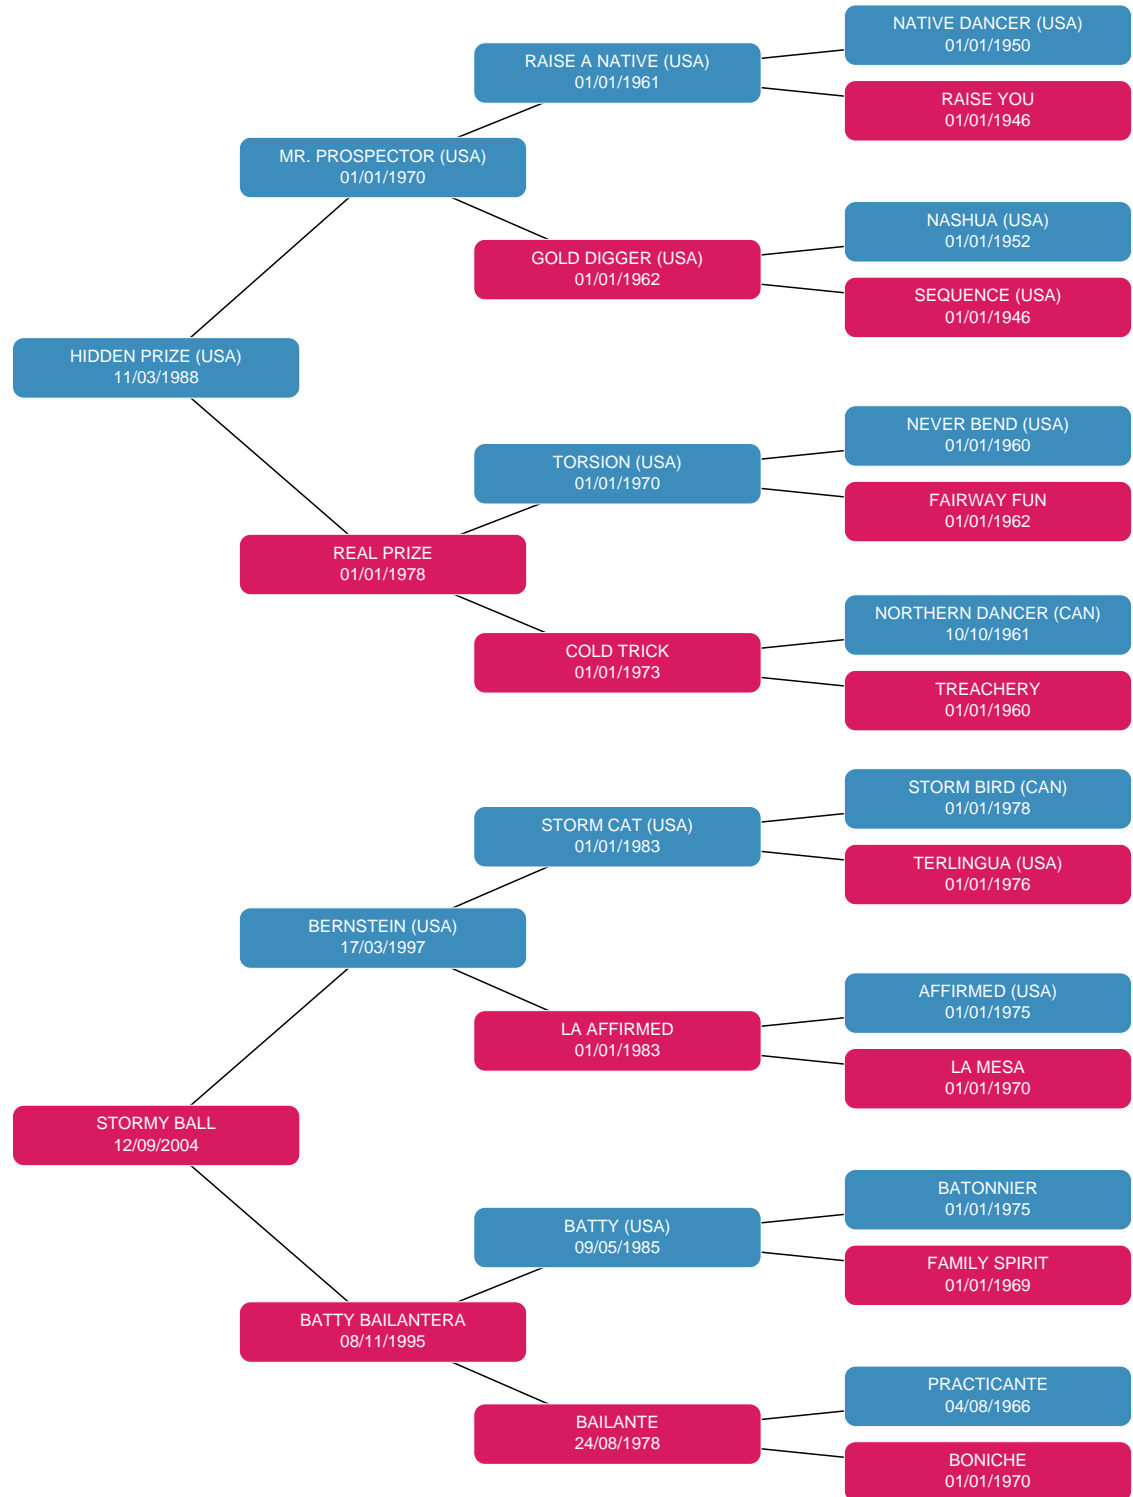 NATIVE DANCER (USA)
01/01/1950
RAISE A NATIVE (USA)
01/01/1961
RAISE YOU
01/01/1946
MR. PROSPECTOR (USA)
01/01/1970
NASHUA (USA)
01/01/1952
GOLD DIGGER (USA)
01/01/1962
SEQUENCE (USA)
01/01/1946
HIDDEN PRIZE (USA)
11/03/1988
NEVER BEND (USA)
01/01/1960
TORSION (USA)
01/01/1970
FAIRWAY FUN
01/01/1962
REAL PRIZE
01/01/1978
NORTHERN DANCER (CAN)
10/10/1961
COLD TRICK
01/01/1973
TREACHERY
01/01/1960
STORM BIRD (CAN)
01/01/1978
STORM CAT (USA)
01/01/1983
TERLINGUA (USA)
01/01/1976
BERNSTEIN (USA)
17/03/1997
AFFIRMED (USA)
01/01/1975
LA AFFIRMED
01/01/1983
LA MESA
01/01/1970
STORMY BALL
12/09/2004
BATONNIER
01/01/1975
BATTY (USA)
09/05/1985
FAMILY SPIRIT
01/01/1969
BATTY BAILANTERA
08/11/1995
PRACTICANTE
04/08/1966
BAILANTE
24/08/1978
BONICHE
01/01/1970